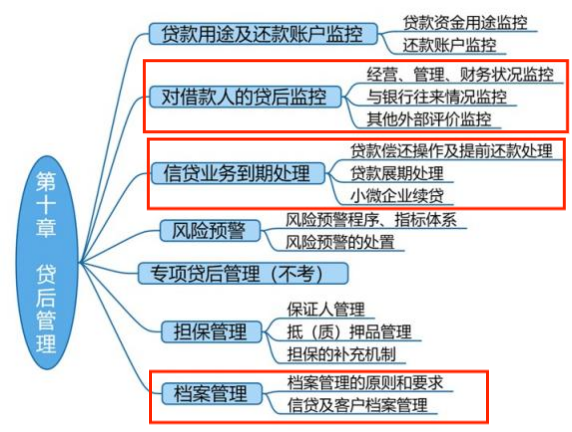 第十章 贷后管理
贷款用途及还款账户监控
贷款资金用途监控
还款账户监控
对借款人的贷后监控
经营、管理、财务状况监控
与银行往来情况监控
其他外部评价监控
信贷业务到期处理
贷款偿还操作及提前还款处理
贷款展期处理
小微企业续贷
风险预警
风险预警程序、指标体系
风险预警的处置
专项贷后管理（不考）
担保管理
保证人管理
抵（质）押品管理
担保的补充机制
档案管理
档案管理的原则和要求
信贷及客户档案管理